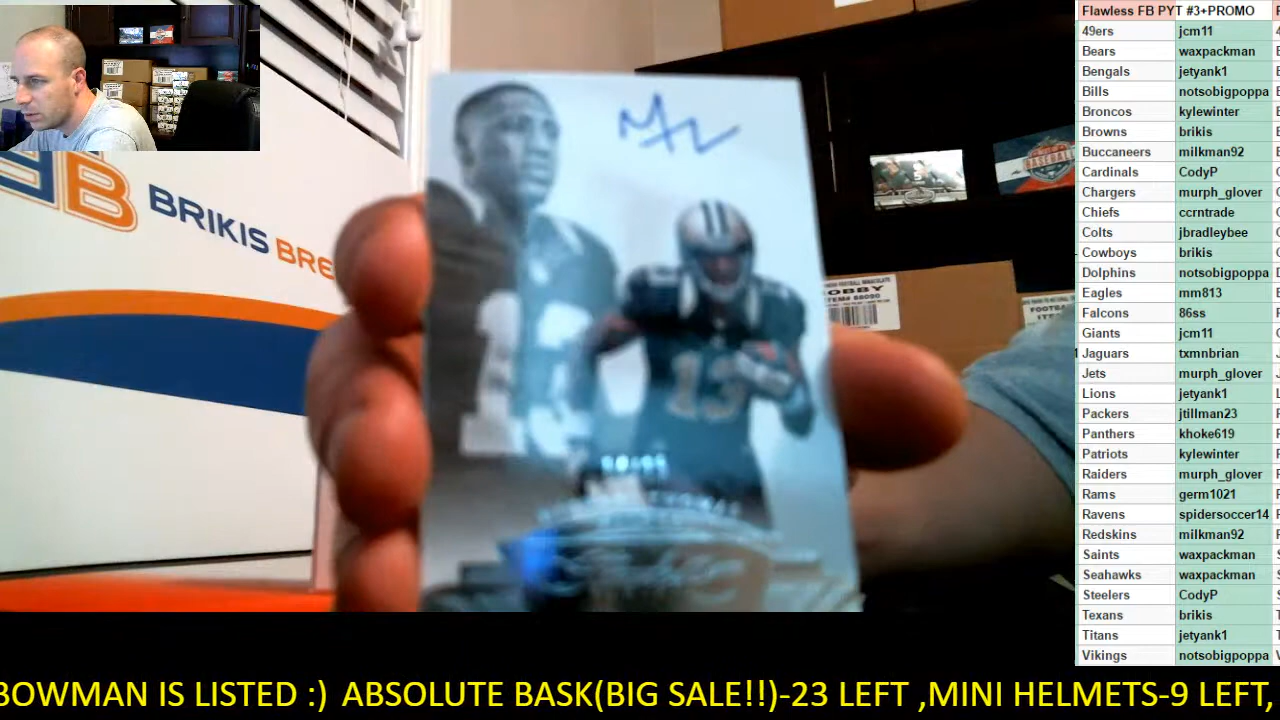 Flawless FB PYT #3+PROMO
49ers jcm11
Bears waxpackman
Bengals jetyank1
Bills notsobigpoppa
Broncos kylewinter
Browns brikis
Buccaneers milkman92
Cardinals CodyP
Chargers murph_glover
Chiefs ccrntrade
Colts jbradleybee
Cowboys brikis
Dolphins notsobigpoppa
Eagles mm813
Falcons 86ss
Giants jcm11
Jaguars txmnbrian
Jets murph_glover
Lions jetyank1
Packers jtillman23
Panthers khoke619
Patriots kylewinter
Raiders murph_glover
Rams germ1021
Ravens spidersoccer14
Redskins milkman92
Saints waxpackman
Seahawks waxpackman
Steelers CodyP
Texans brikis
Titans jetyank1
Vikings notsobigpoppa
BRIKIS BRE
13
THOMAS
BASEBALL
OBBY
BOWMAN IS LISTED :) ABSOLUTE BASK(BIG SALE!!)-23 LEFT ,MINI HELMETS-9 LEFT,